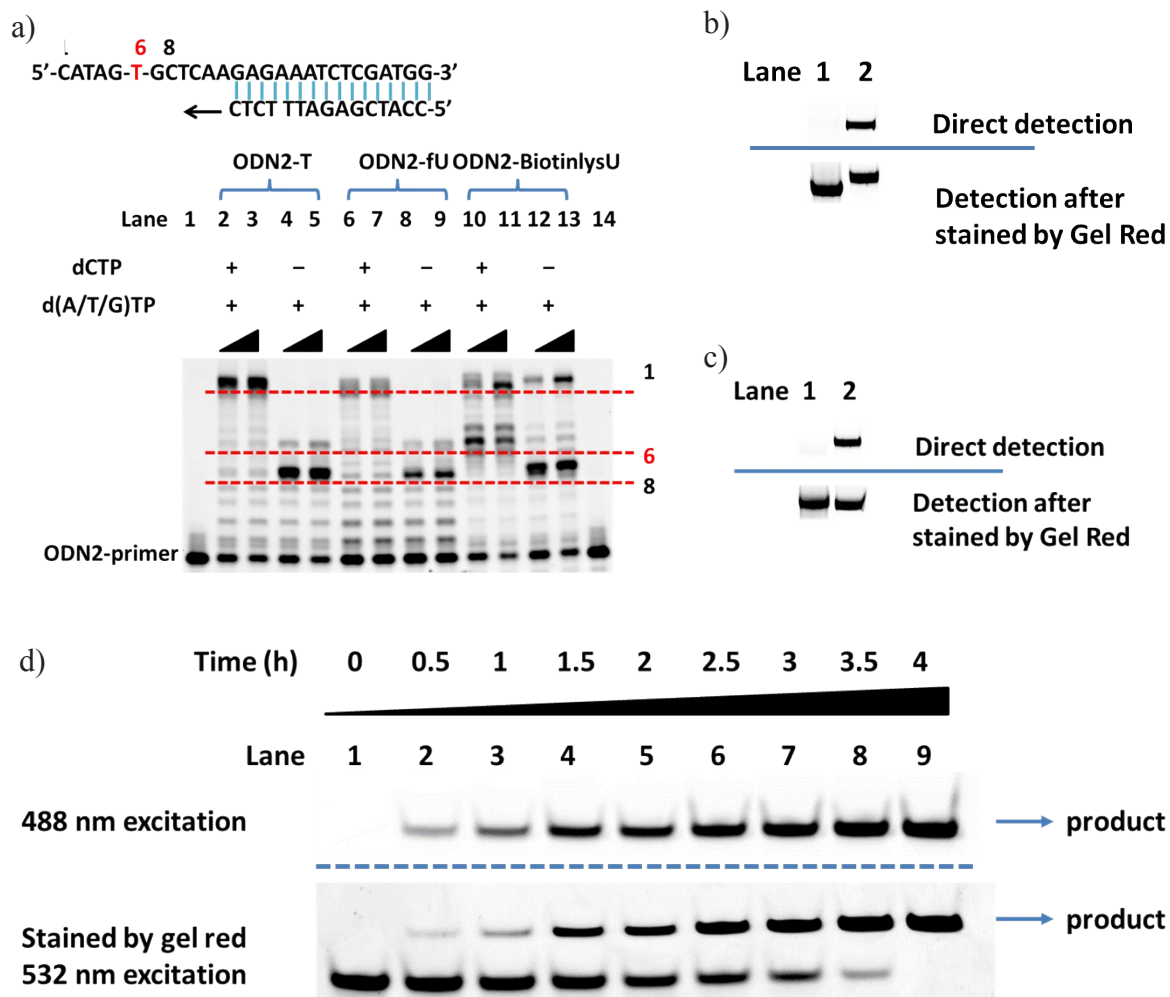 a)
6 8
5'-CATAG-T-GCTCAAGAGAAATCTCGATGG-3'
CTCT TTAGAGCTACC-5'
ODN2-T ODN2-fU ODN2-BiotinlysU
Lane 1 2 3 4 5 6 7 8 9 10 11 12 13 14
dCTP + – + – + –
d(A/T/G)TP + + + + + +
1
6
8
ODN2-primer
b)
Lane 1 2
Direct detection
Detection after
stained by Gel Red
c)
Lane 1 2
Direct detection
Detection after
stained by Gel Red
d)
Time (h) 0 0.5 1 1.5 2 2.5 3 3.5 4
Lane 1 2 3 4 5 6 7 8 9
488 nm excitation product
product
Stained by gel red
532 nm excitation